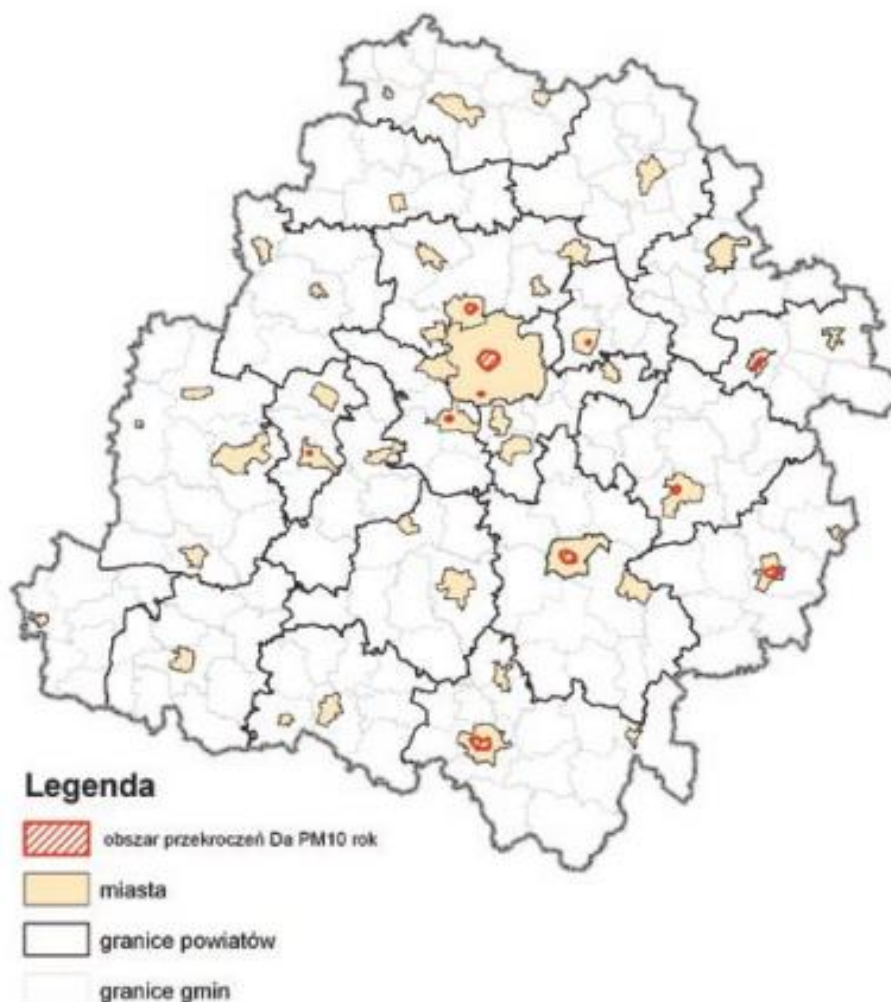 Legenda
obszar przekroczeń Da PM10 rok
miasta
granice powiatów
granice gmin